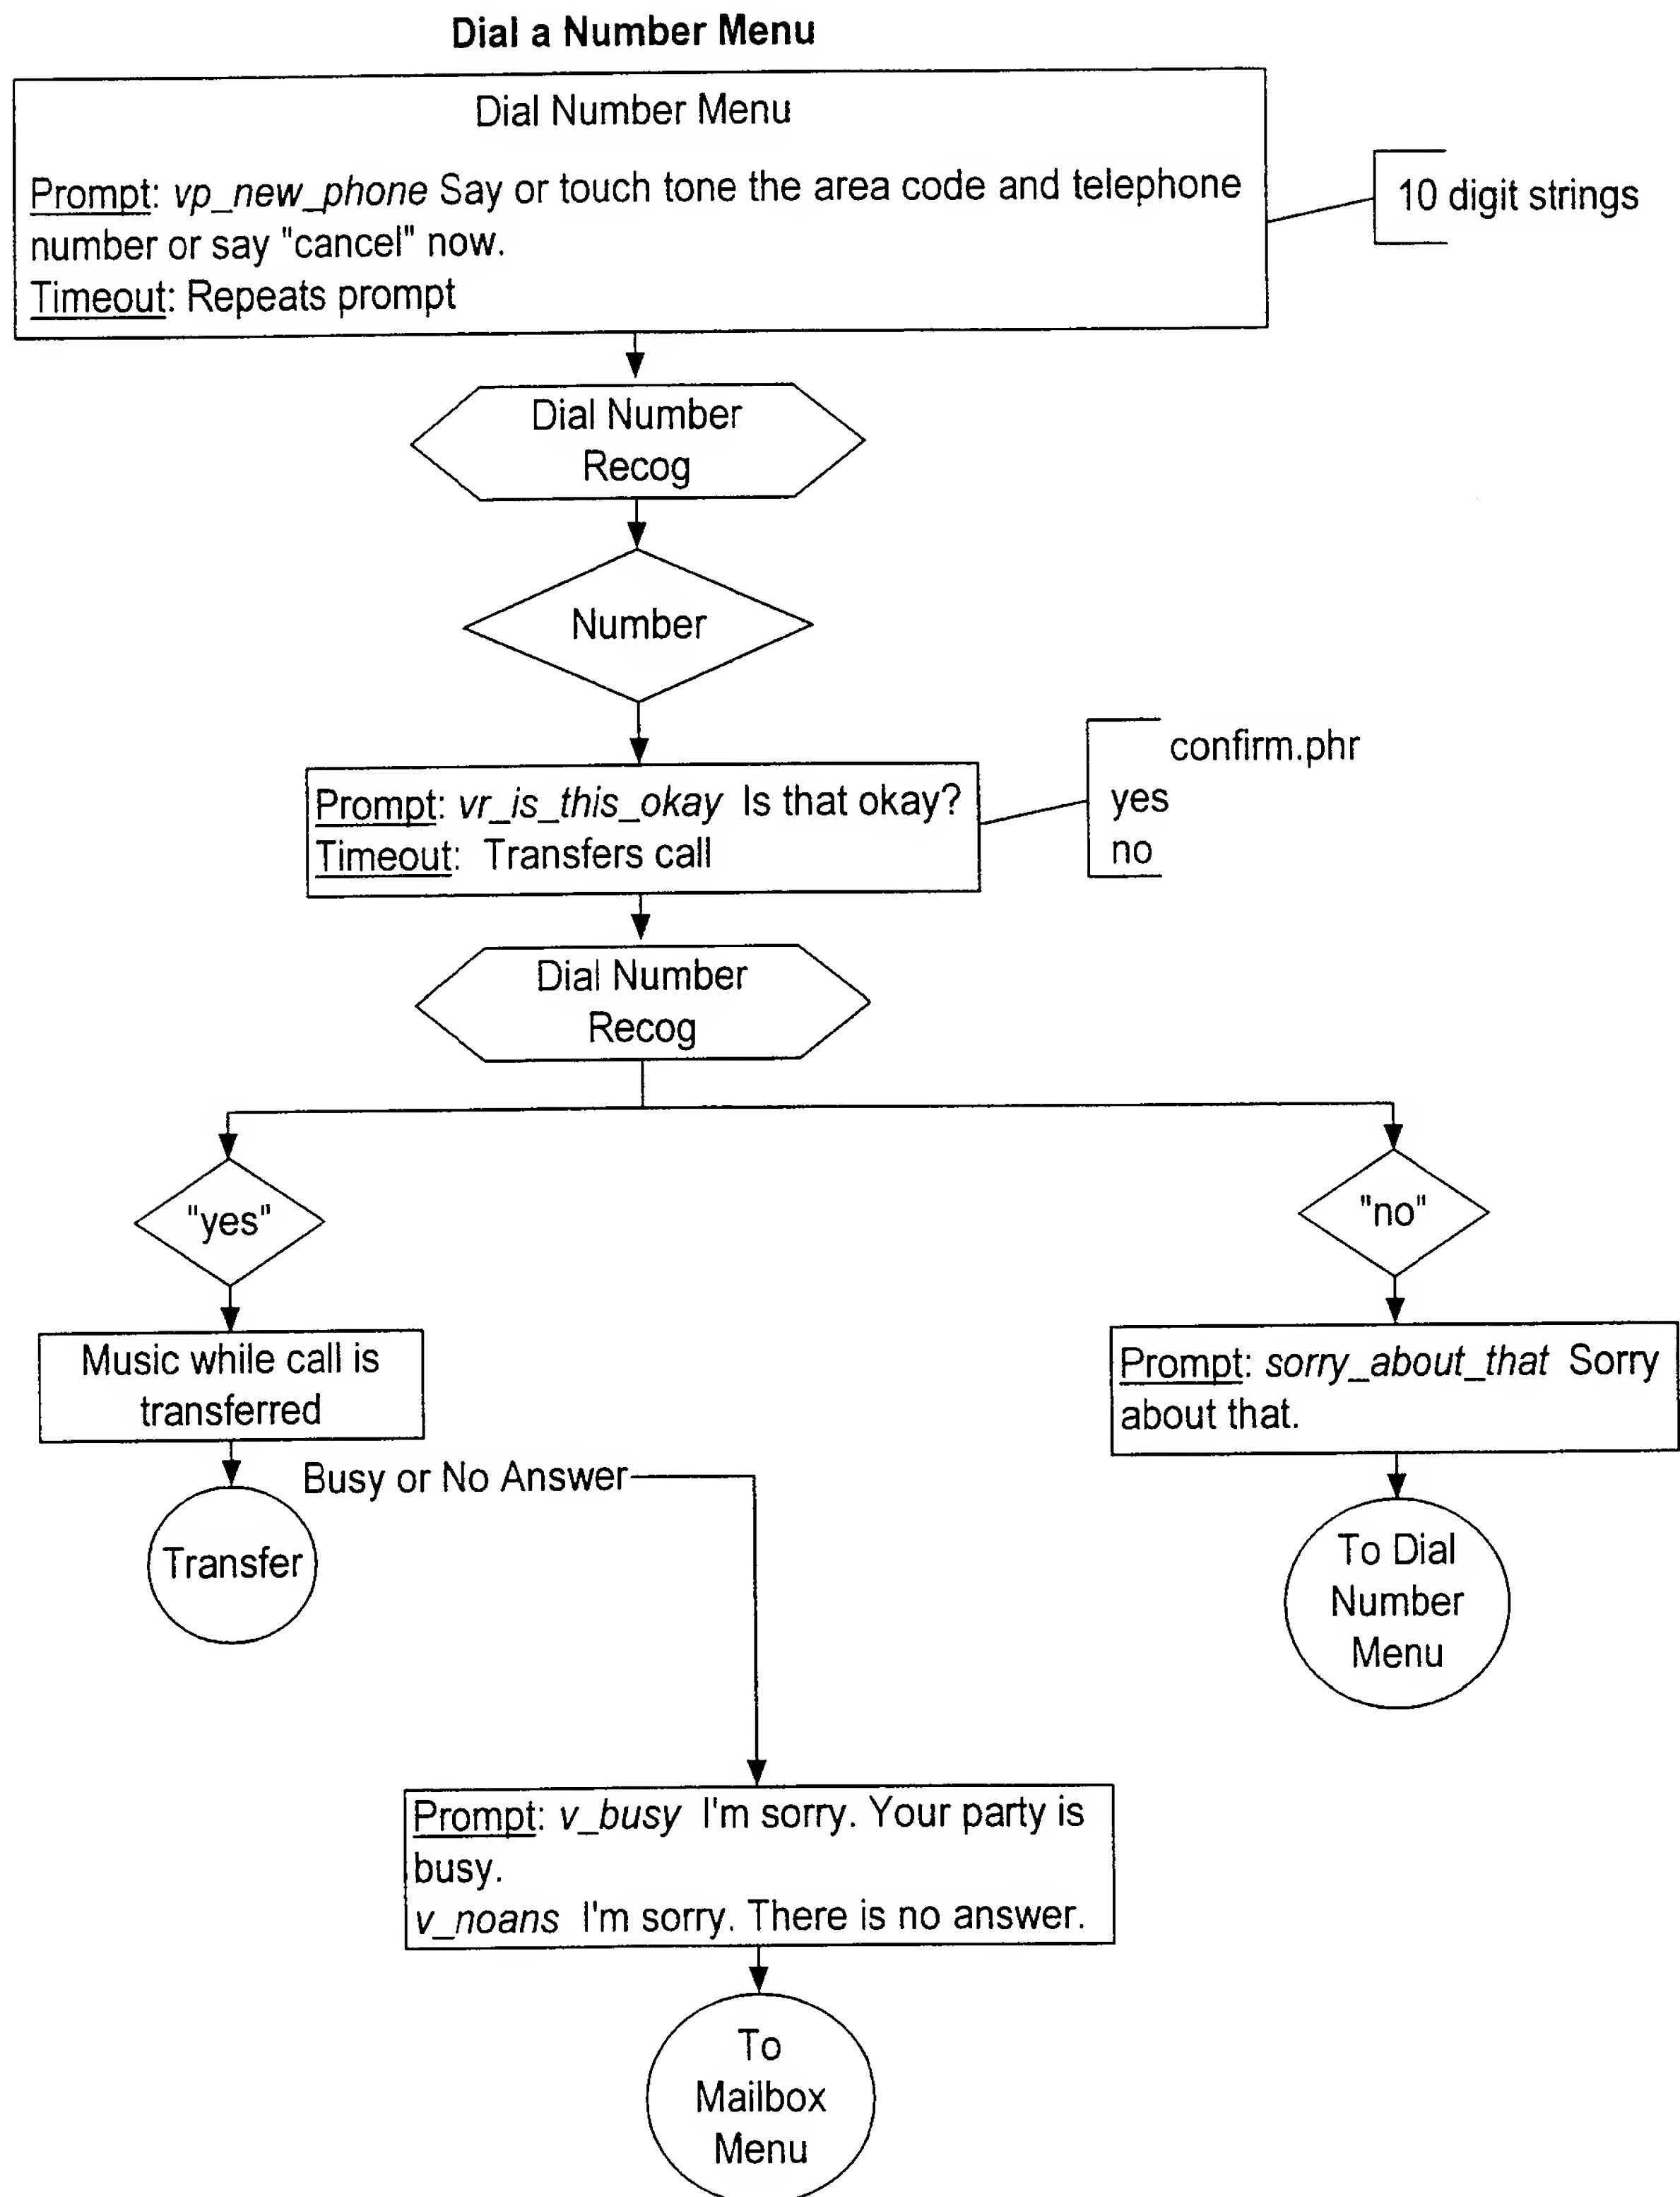 Dial a Number Menu
Dial Number Menu
Prompt: vp_new_phone Say or touch tone the area code and telephone
number or say "cancel" now.
Timeout: Repeats prompt
10 digit strings
Dial Number
Recog
Number
Prompt: vr_is_this_okay Is that okay?
Timeout: Transfers call
confirm.phr
yes
no
Dial Number
Recog
"yes"
"no"
Music while call is
transferred
Prompt: sorry_about_that Sorry
about that.
Busy or No Answer
Transfer
To Dial
Number
Menu
Prompt: v_busy I'm sorry. Your party is
busy.
v_noans I'm sorry. There is no answer.
To
Mailbox
Menu